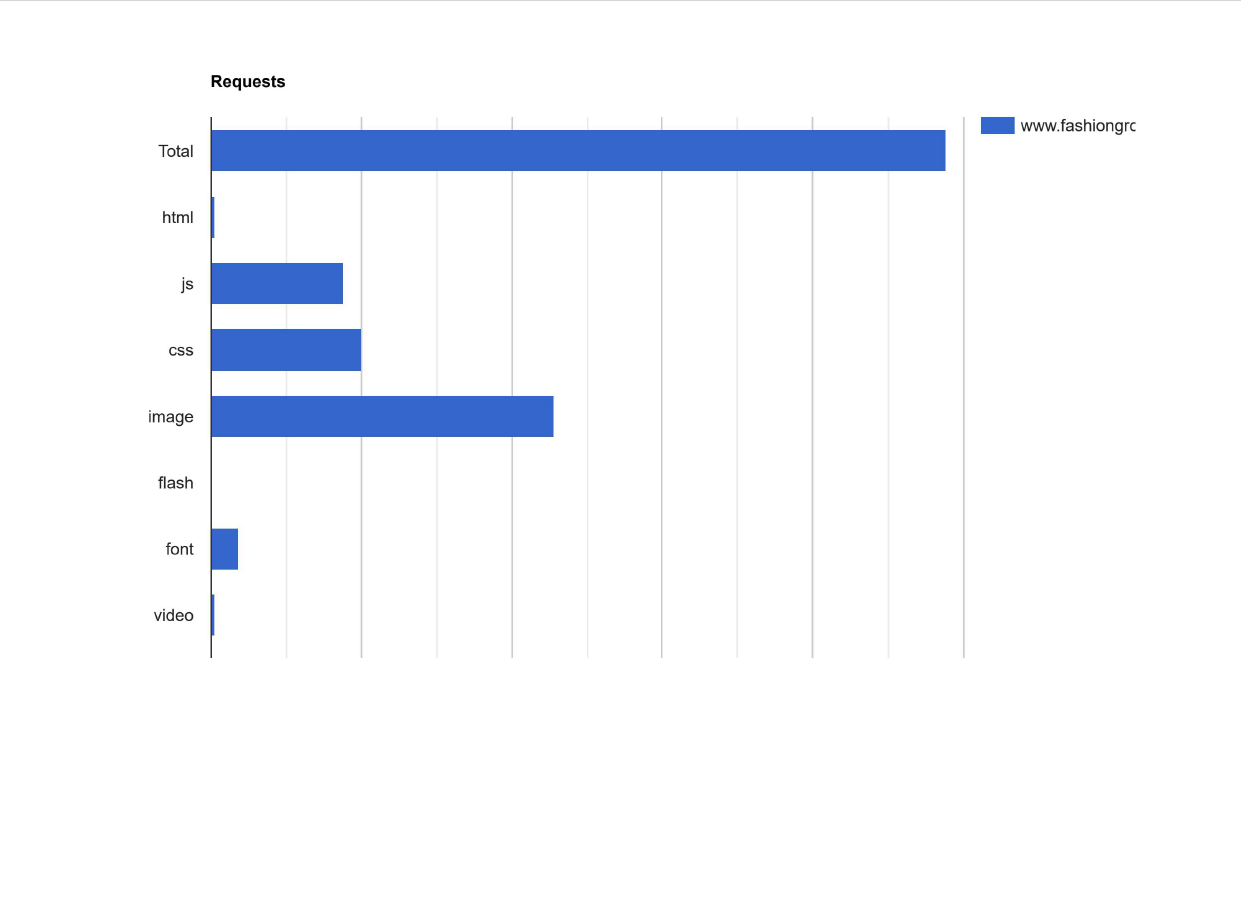 Requests
www.fashiongrc
Total
html
js
css
image
flash
font
video